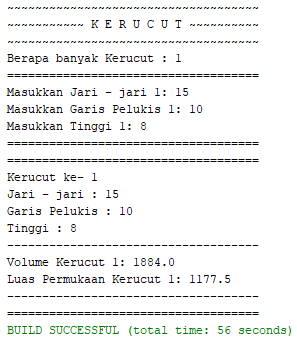 ~~~~~~~~~~~~~~~~~~~~~~~~~~~~~~~~~~~~
~~~~~~~~~~~ K E R U C U T ~~~~~~~~~~
~~~~~~~~~~~~~~~~~~~~~~~~~~~~~~~~~~~~
Berapa banyak Kerucut : 1
====================================
Masukkan Jari - jari 1: 15
Masukkan Garis Pelukis 1: 10
Masukkan Tinggi 1: 8
====================================
====================================
Kerucut ke- 1
Jari - jari : 15
Garis Pelukis : 10
Tinggi : 8
------------------------------------
Volume Kerucut 1: 1884.0
Luas Permukaan Kerucut 1: 1177.5
------------------------------------
====================================
BUILD SUCCESSFUL (total time: 56 seconds)